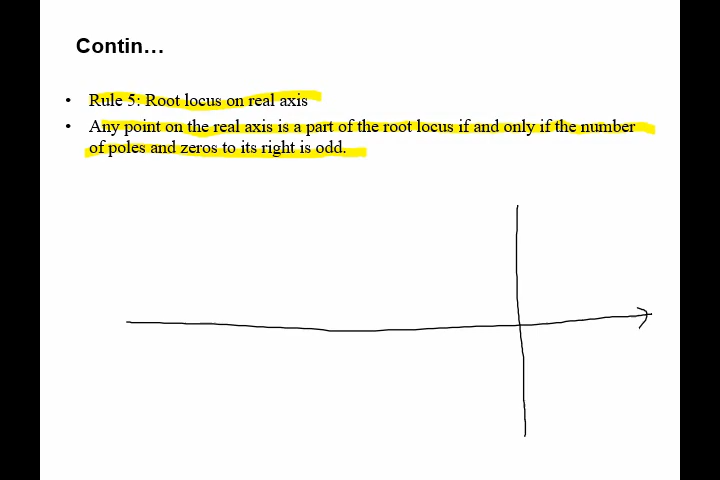 Contin…
• Rule 5: Root locus on real axis
• Any point on the real axis is a part of the root locus if and only if the number
of poles and zeros to its right is odd.